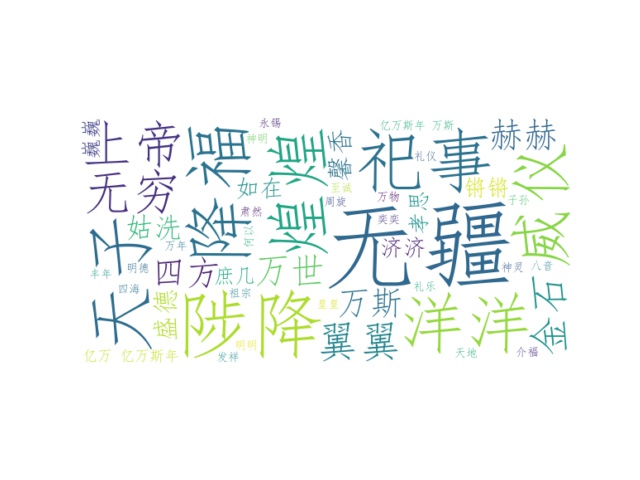 巍巍
上帝
无穷
天子
姑洗
万年
丰年
明德
四海
四方
盛德
亿万 亿万斯年
降福
永锡
神明
如在
肃然
何以
庶几
祖宗
陟降
发祥
明明
煌煌
馨香
至诚
周旋
万世
皇皇
万斯
翼翼
亿万斯年 万斯
祀事
礼仪
万物
奕奕
孝思
济济
无疆
礼乐
洋洋
天地
赫赫
锵锵
威仪
子孙
神灵 八音
金石
介福